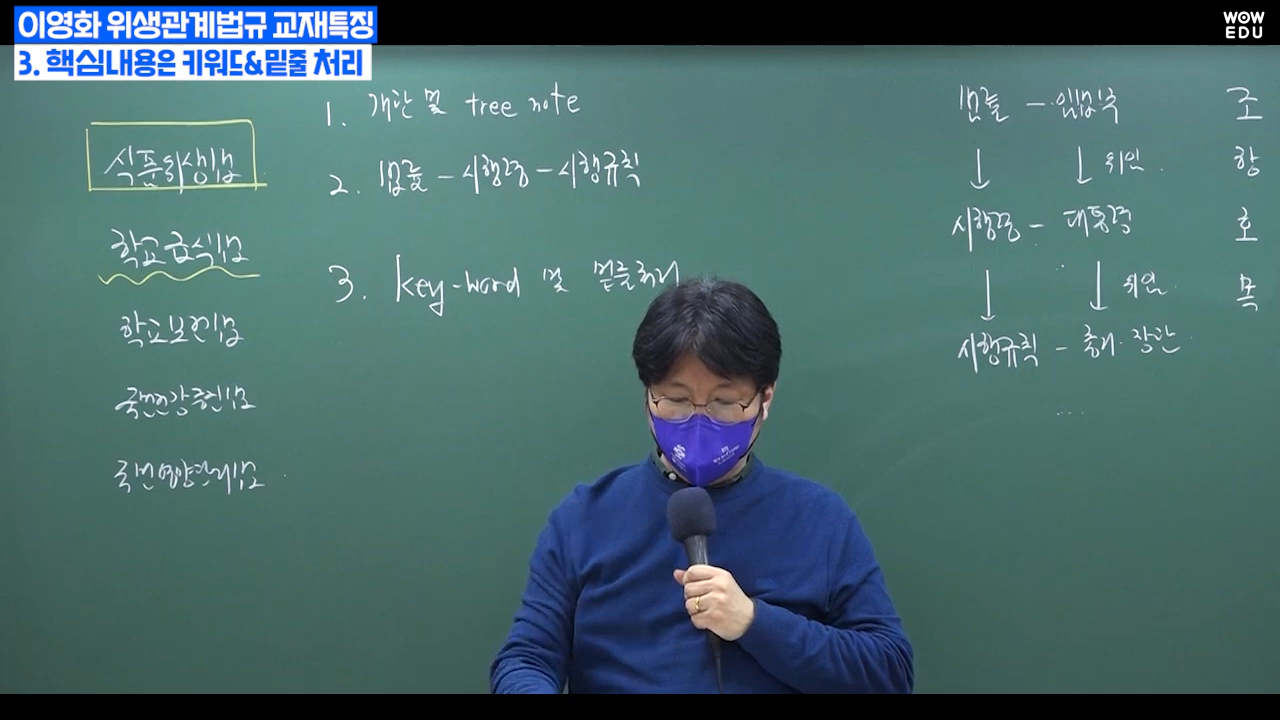 이영화 위생관계법규 교재특징
3. 핵심내용은 키워드&밑줄 처리
WOW
EDU
식품위생법
학교급식법
학교보건법
국민건강증진법
국민영양관리법
1. 개관 및 tree note
2. 법률 - 시행령 - 시행규칙
3. key-word 및 밑줄처리
법률 - 입법부
↓ ↓ 위임.
시행령 - 대통령
↓ ↓ 위임.
시행규칙 - 총리. 장관
조
항
호
목